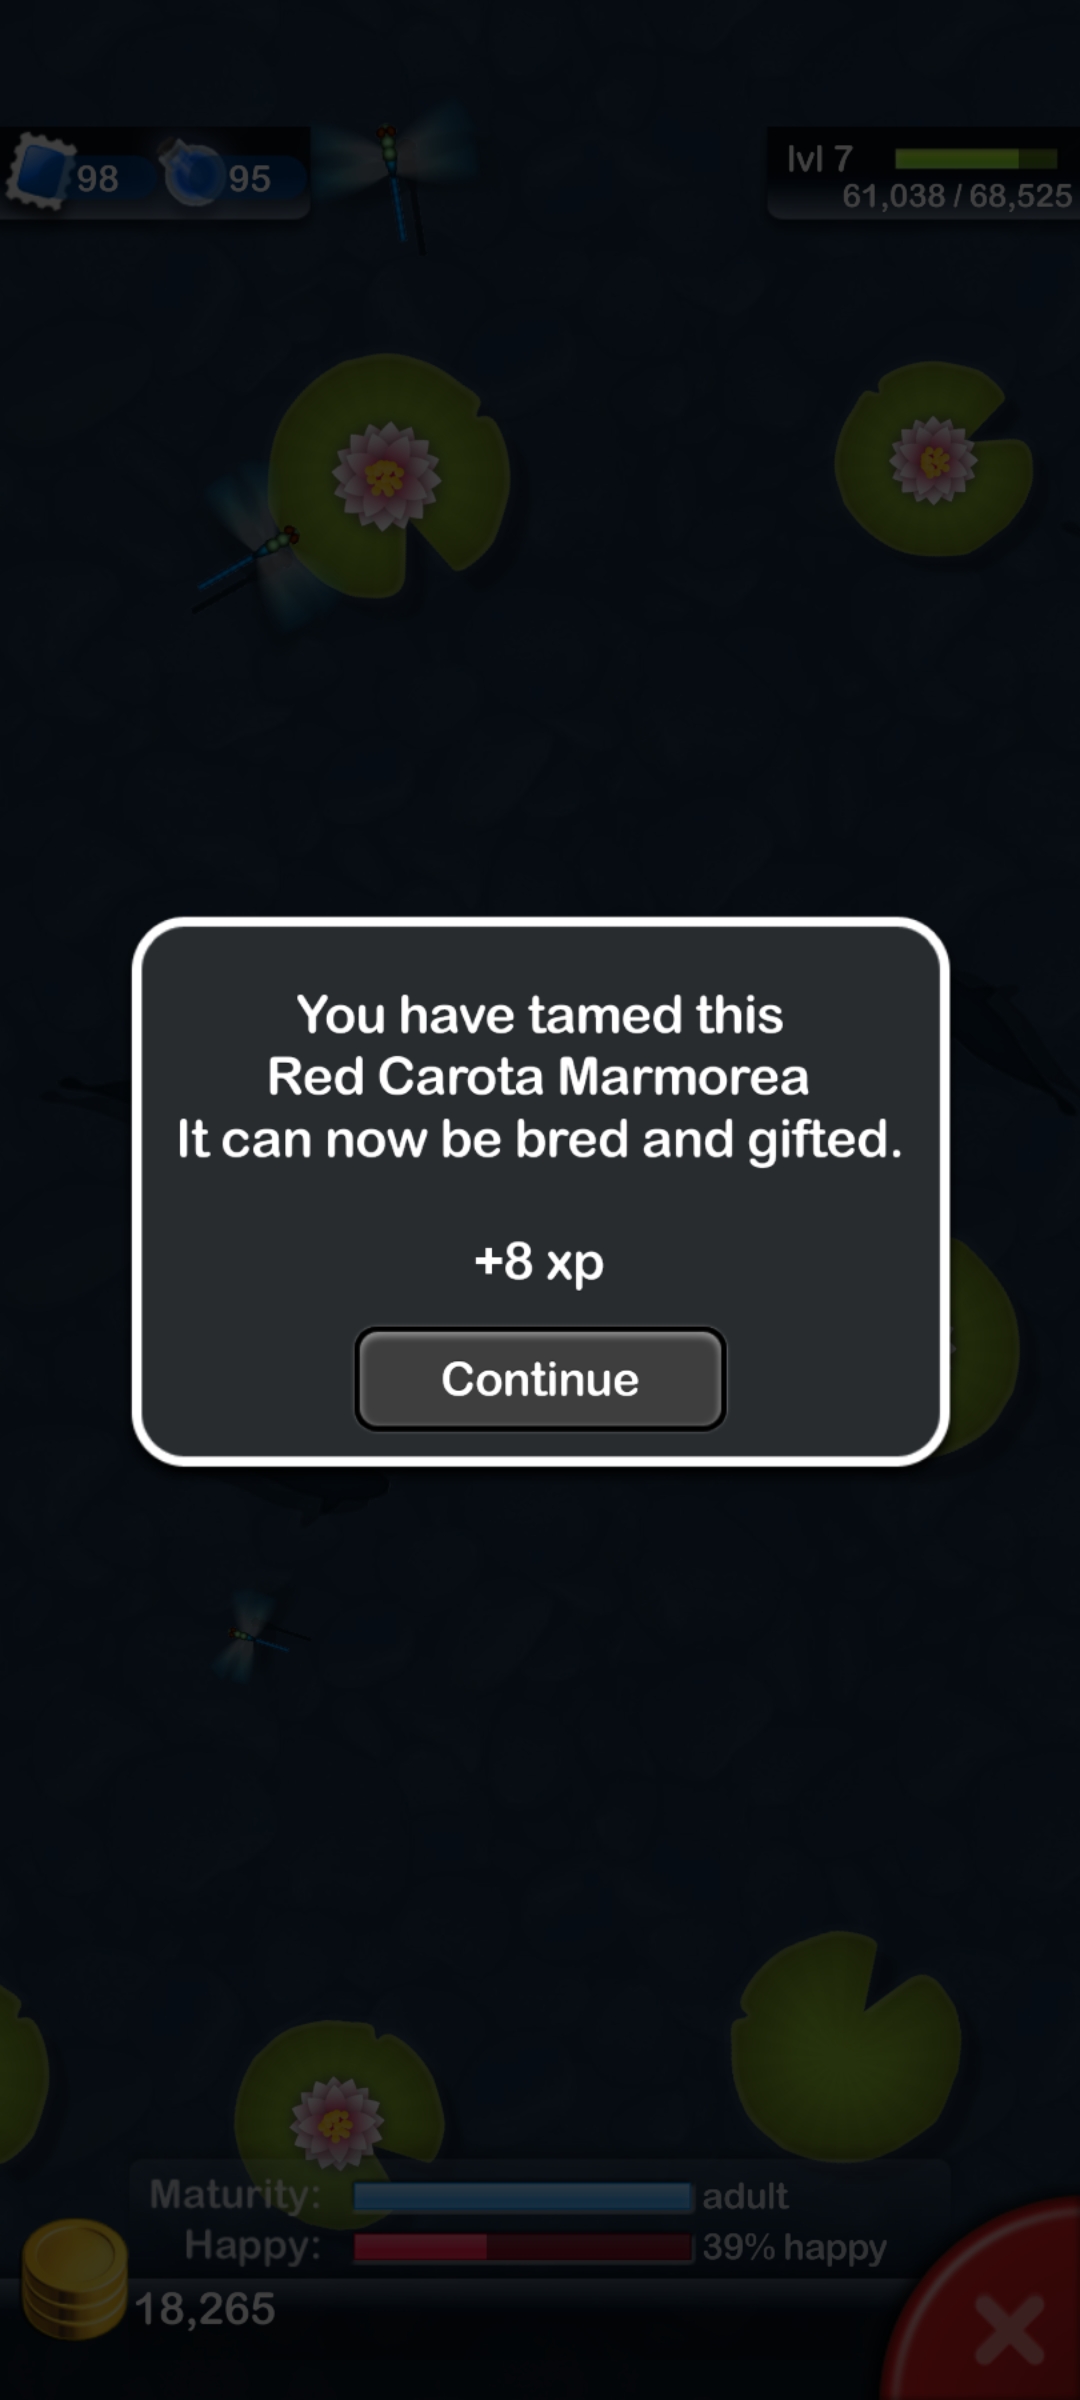 98
95
lvl 7
61,038 / 68,525
You have tamed this
Red Carota Marmorea
It can now be bred and gifted.
+8 xp
Continue
Maturity: adult
Happy: 39% happy
18,265